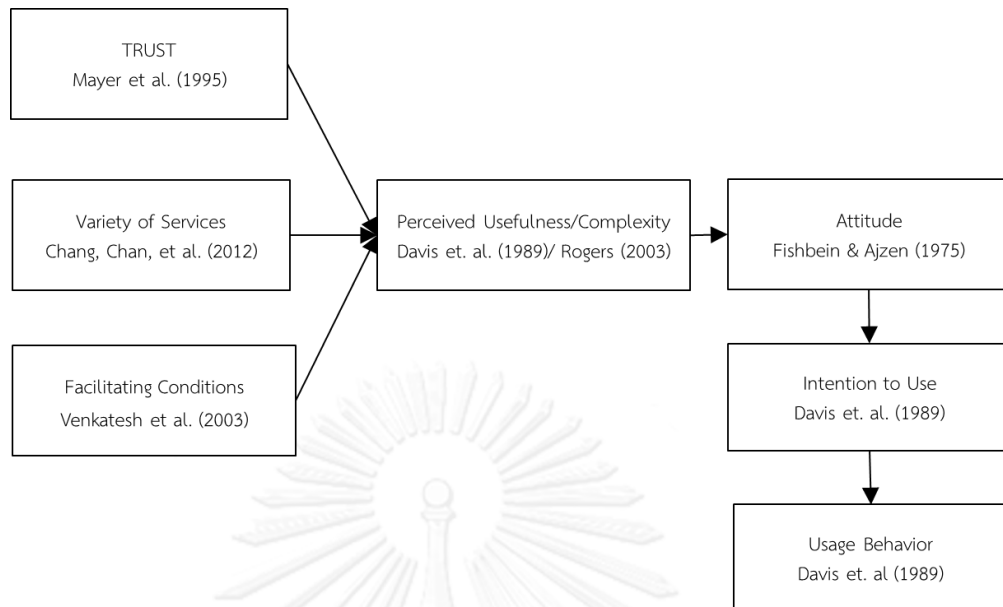 TRUST
Mayer et al. (1995)
Variety of Services
Chang, Chan, et al. (2012)
Facilitating Conditions
Venkatesh et al. (2003)
Perceived Usefulness/Complexity
Davis et. al. (1989)/ Rogers (2003)
Attitude
Fishbein & Ajzen (1975)
Intention to Use
Davis et. al. (1989)
Usage Behavior
Davis et. al (1989)